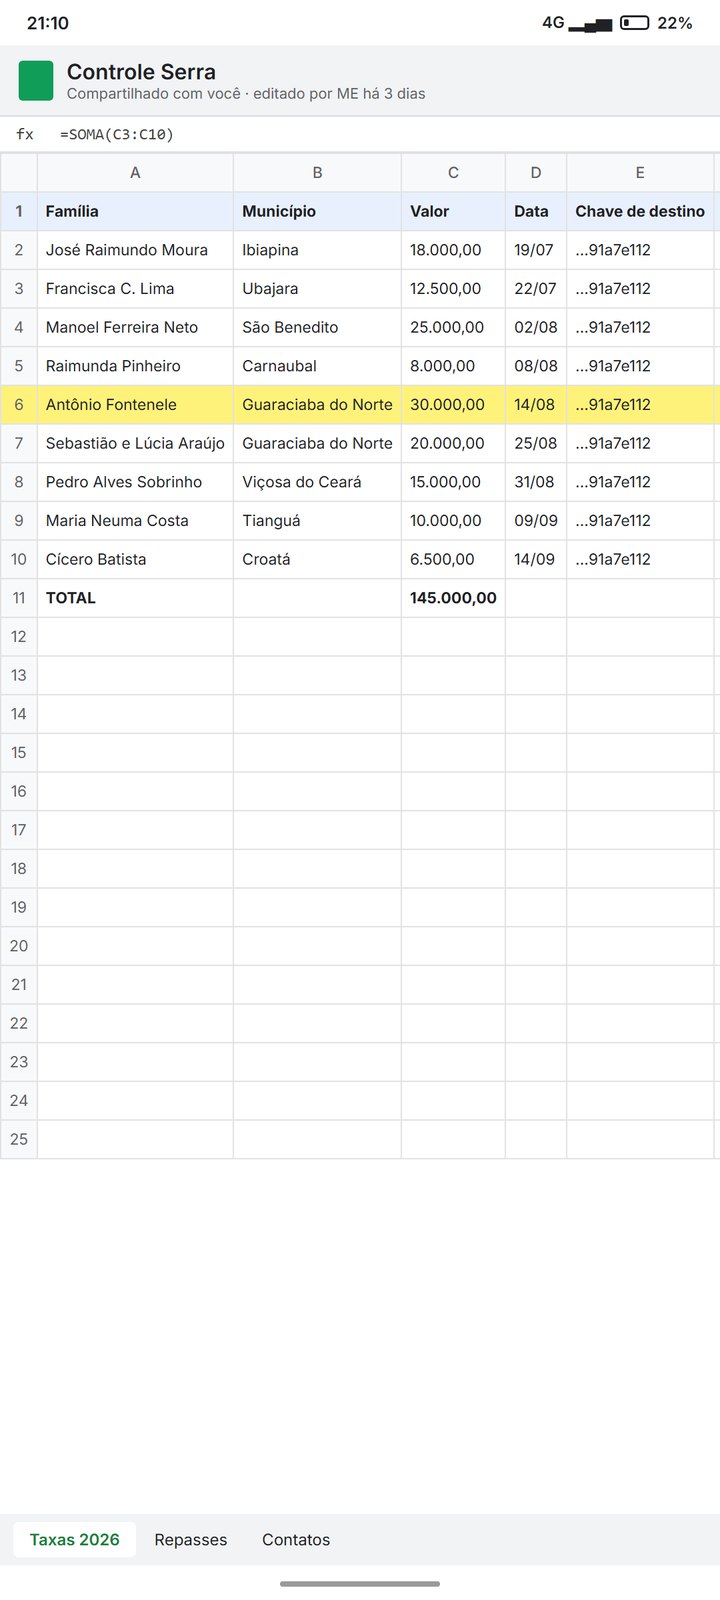 21:10 4G 22%
Controle Serra
Compartilhado com você · editado por ME há 3 dias
fx =SOMA(C3:C10)
A B C D E
1 Família Município Valor Data Chave de destino
2 José Raimundo Moura Ibiapina 18.000,00 19/07 ...91a7e112
3 Francisca C. Lima Ubajara 12.500,00 22/07 ...91a7e112
4 Manoel Ferreira Neto São Benedito 25.000,00 02/08 ...91a7e112
5 Raimunda Pinheiro Carnaubal 8.000,00 08/08 ...91a7e112
6 Antônio Fontenele Guaraciaba do Norte 30.000,00 14/08 ...91a7e112
7 Sebastião e Lúcia Araújo Guaraciaba do Norte 20.000,00 25/08 ...91a7e112
8 Pedro Alves Sobrinho Viçosa do Ceará 15.000,00 31/08 ...91a7e112
9 Maria Neuma Costa Tianguá 10.000,00 09/09 ...91a7e112
10 Cícero Batista Croatá 6.500,00 14/09 ...91a7e112
11 TOTAL 145.000,00
12
13
14
15
16
17
18
19
20
21
22
23
24
25
Taxas 2026 Repasses Contatos